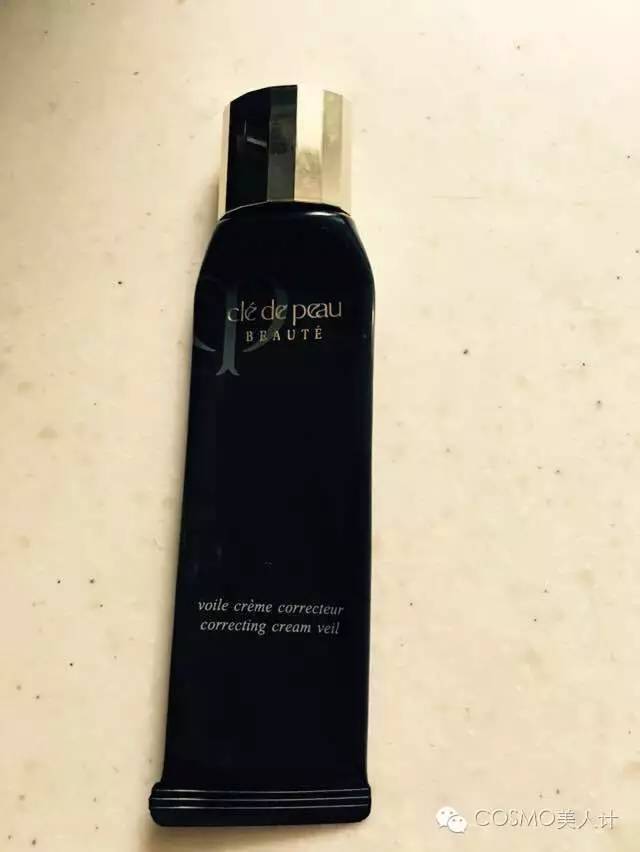 clé de peau
BEAUTÉ
voile crème correcteur
correcting cream veil
COSMO美人计